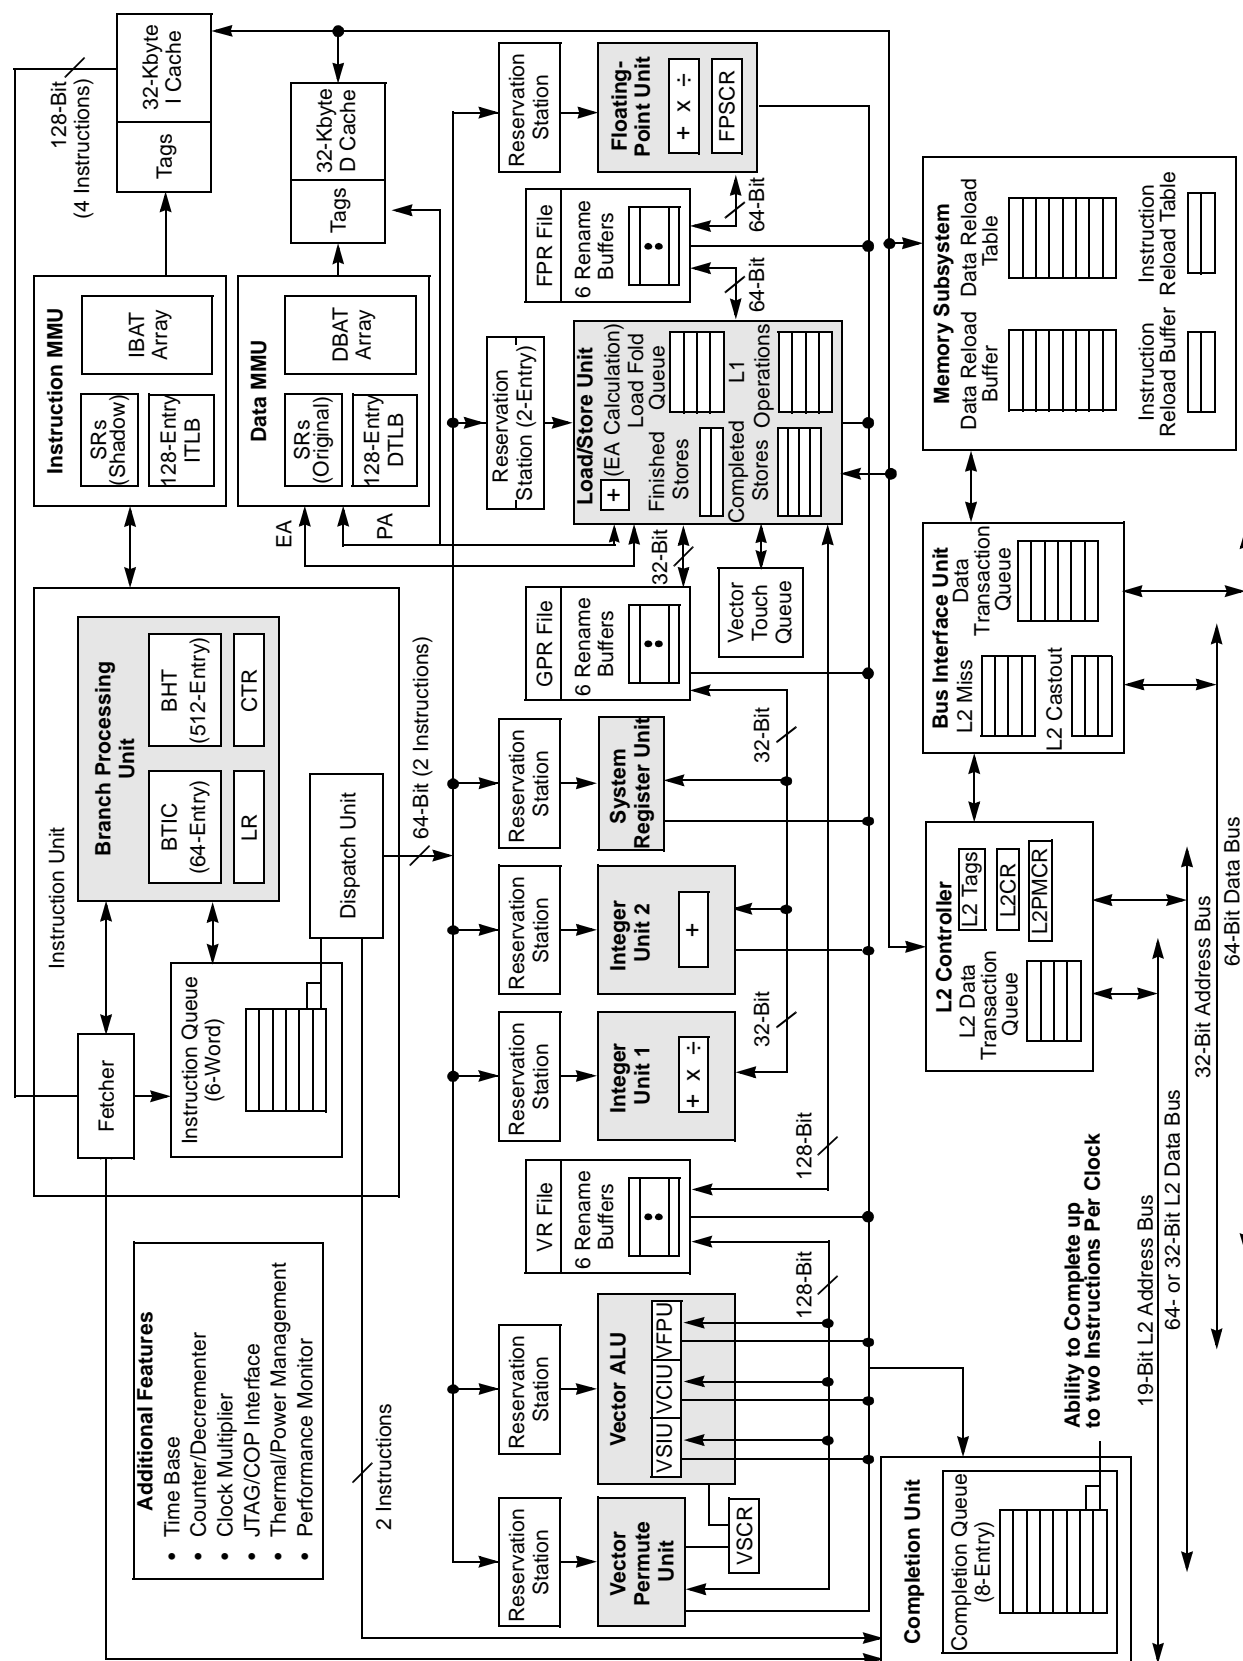 Additional Features
• Time Base
• Counter/Decrementer
• Clock Multiplier
• JTAG/COP Interface
• Thermal/Power Management
• Performance Monitor
Instruction Unit
Fetcher
Branch Processing
Unit
BTIC
(64-Entry)
BHT
(512-Entry)
LR
CTR
Instruction Queue
(6-Word)
Dispatch Unit
Instruction MMU
SRs
(Shadow)
128-Entry
ITLB
IBAT
Array
Tags
32-Kbyte
I Cache
128-Bit
(4 Instructions)
Data MMU
SRs
(Original)
128-Entry
DTLB
DBAT
Array
Tags
32-Kbyte
D Cache
EA
PA
2 Instructions
64-Bit (2 Instructions)
Reservation
Station
Reservation
Station
Reservation
Station
Reservation
Station
Reservation
Station
Reservation
Station (2-Entry)
Reservation
Station
VR File
6 Rename
Buffers
GPR File
6 Rename
Buffers
FPR File
6 Rename
Buffers
Vector
Permute
Unit
VSCR
Vector ALU
VSIU
VCIU
VFPU
Integer
Unit 1
+ x ÷
Integer
Unit 2
+
System
Register Unit
Vector
Touch
Queue
Load/Store Unit
+
(EA Calculation)
Load Fold
Queue
Finished
Stores
L1
Operations
Completed
Stores
Floating-
Point Unit
+ x ÷
FPSCR
128-Bit
128-Bit
32-Bit
32-Bit
32-Bit
64-Bit
64-Bit
Completion Unit
Completion Queue
(8-Entry)
Ability to Complete up
to two Instructions Per Clock
L2 Controller
L2 Data
Transaction
Queue
L2 Tags
L2CR
L2PMCR
Bus Interface Unit
L2 Miss
Data
Transaction
Queue
L2 Castout
Memory Subsystem
Data Reload
Buffer
Data Reload
Table
Instruction
Reload Buffer
Instruction
Reload Table
19-Bit L2 Address Bus
64- or 32-Bit L2 Data Bus
32-Bit Address Bus
64-Bit Data Bus